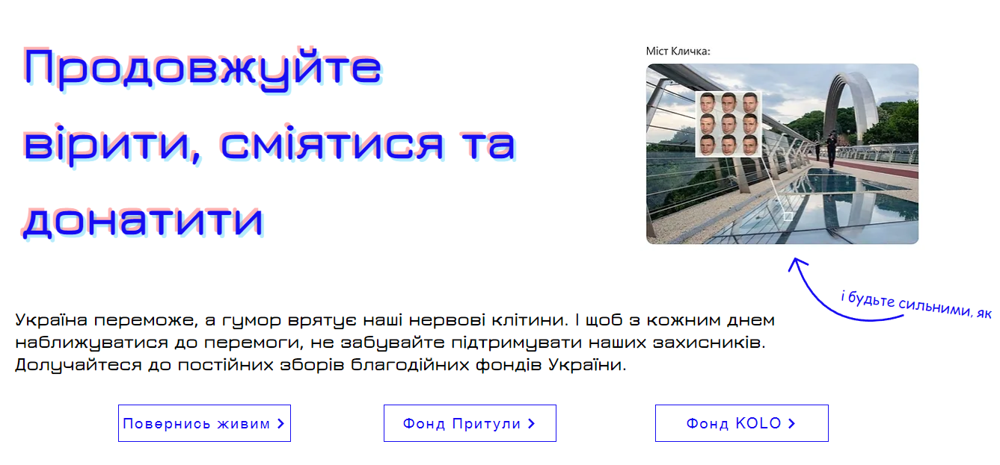 Продовжуйте
вірити, сміятися та
донатити
Міст Кличка:
і будьте сильними, як
Україна переможе, а гумор врятує наші нервові клітини. І щоб з кожним днем
наближуватися до перемоги, не забувайте підтримувати наших захисників.
Долучайтеся до постійних зборів благодійних фондів України.
Повернись живим
Фонд Притули
Фонд KOLO